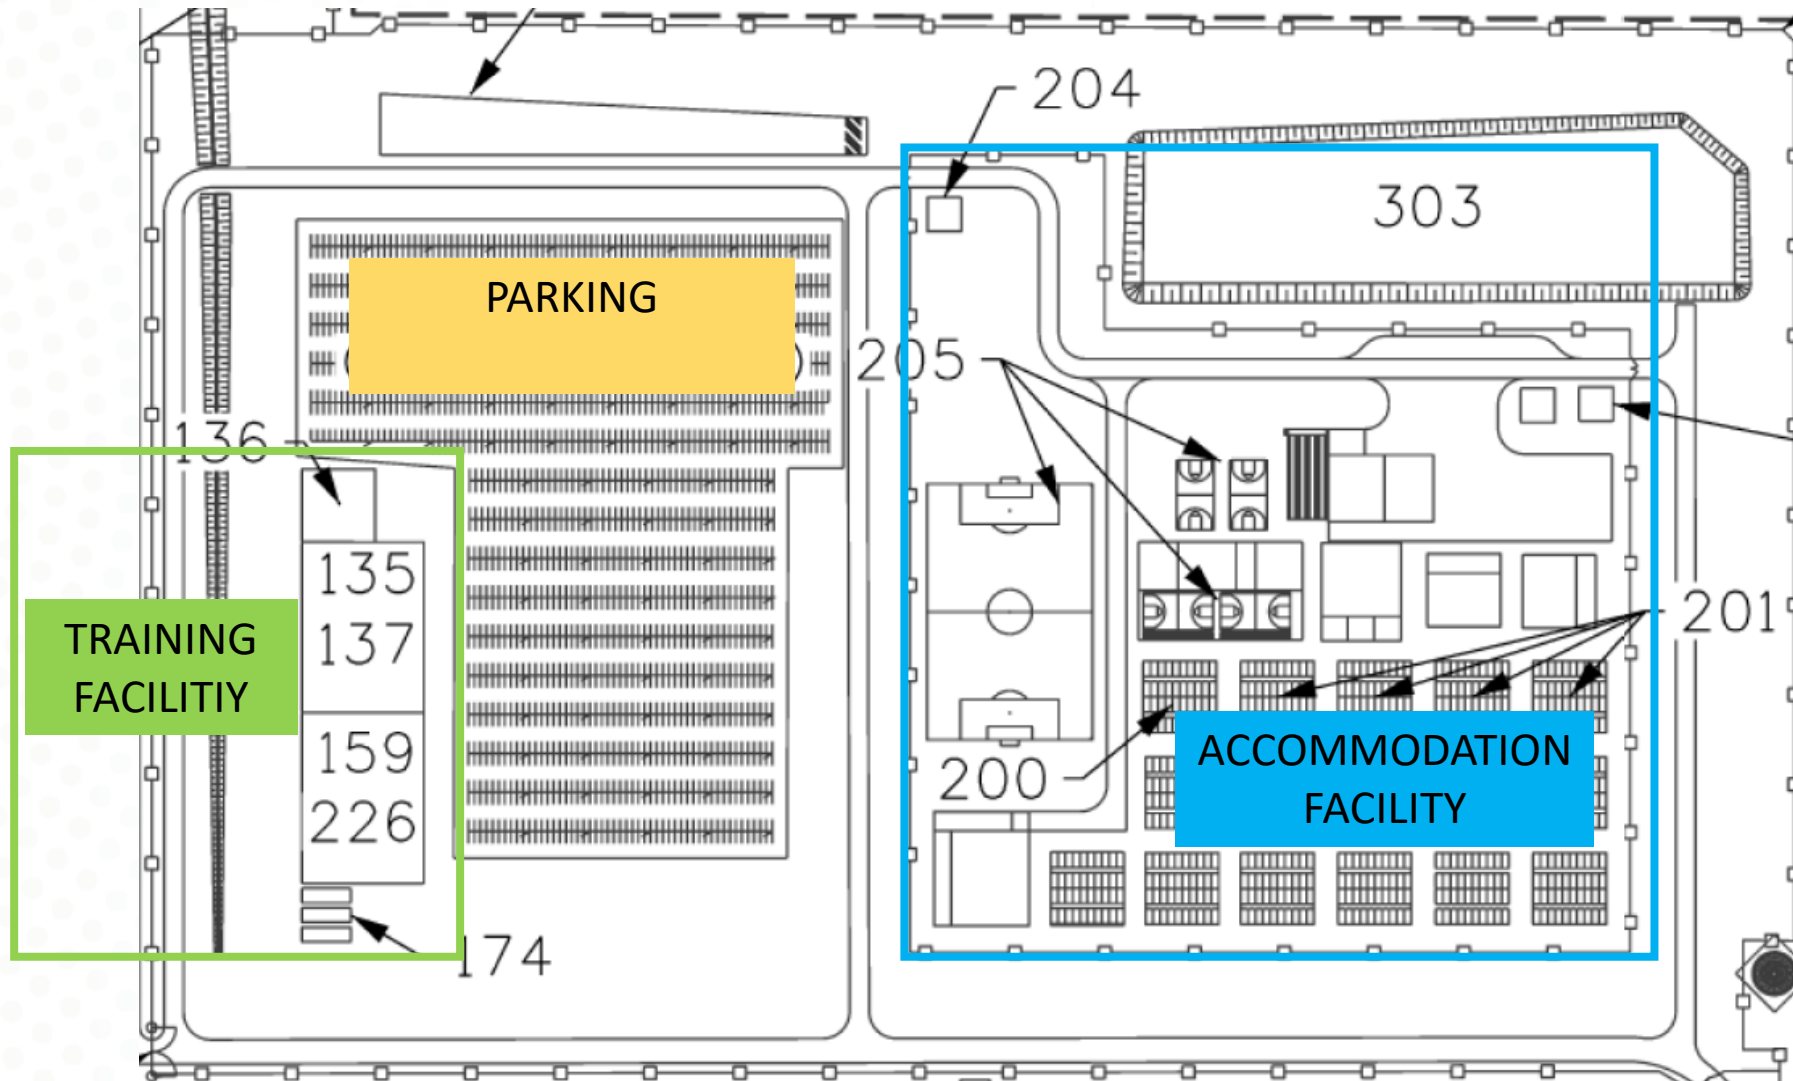 204
303
PARKING
205
136
135
137
TRAINING
FACILITIY
201
159
226
200
ACCOMMODATION
FACILITY
174